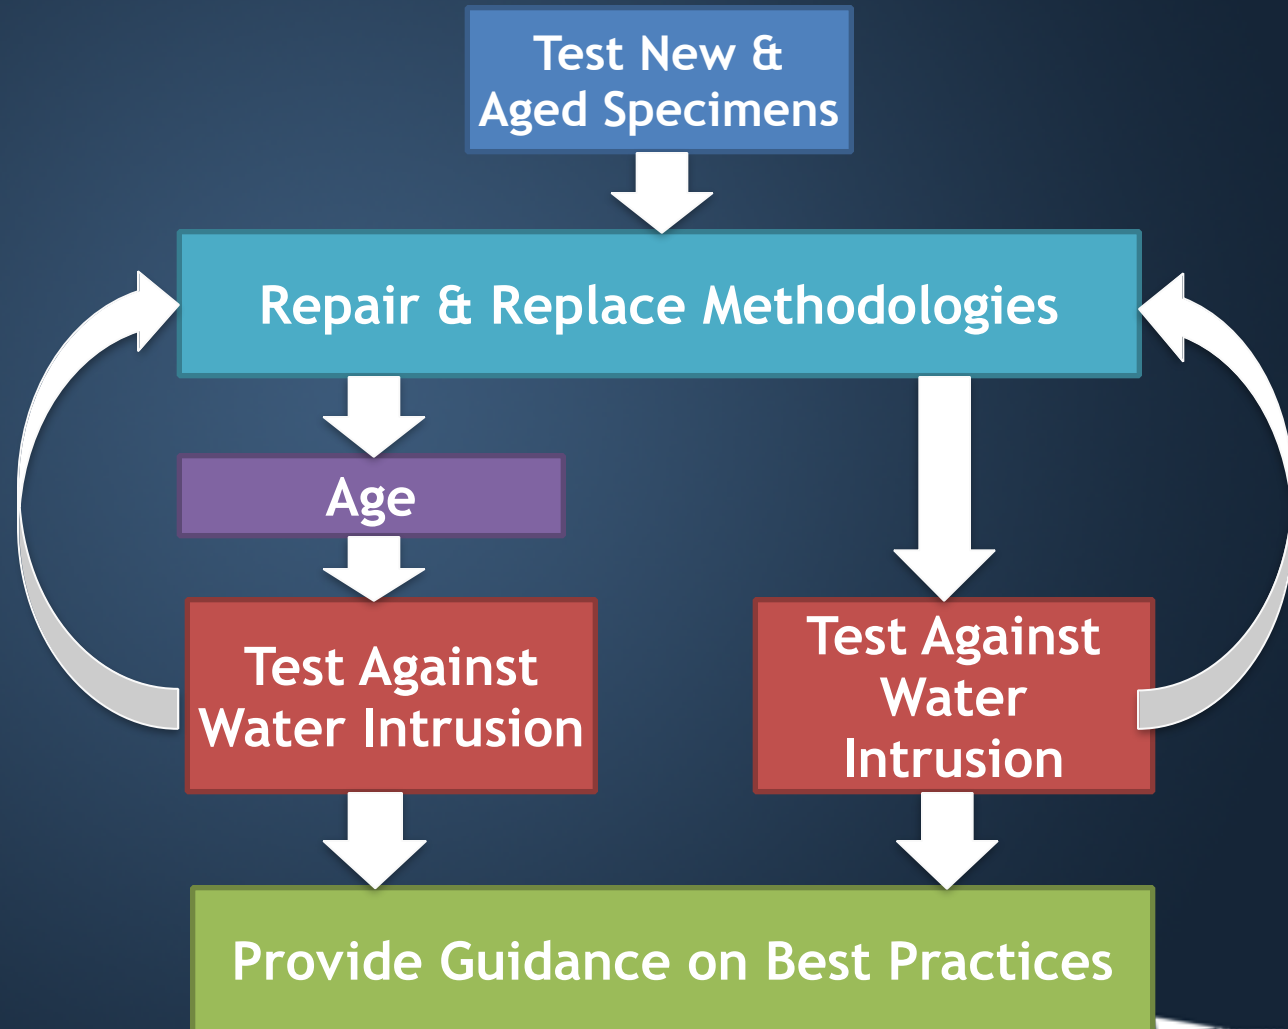 Test New &
Aged Specimens
Repair & Replace Methodologies
Age
Test Against
Water Intrusion
Test Against
Water
Intrusion
Provide Guidance on Best Practices